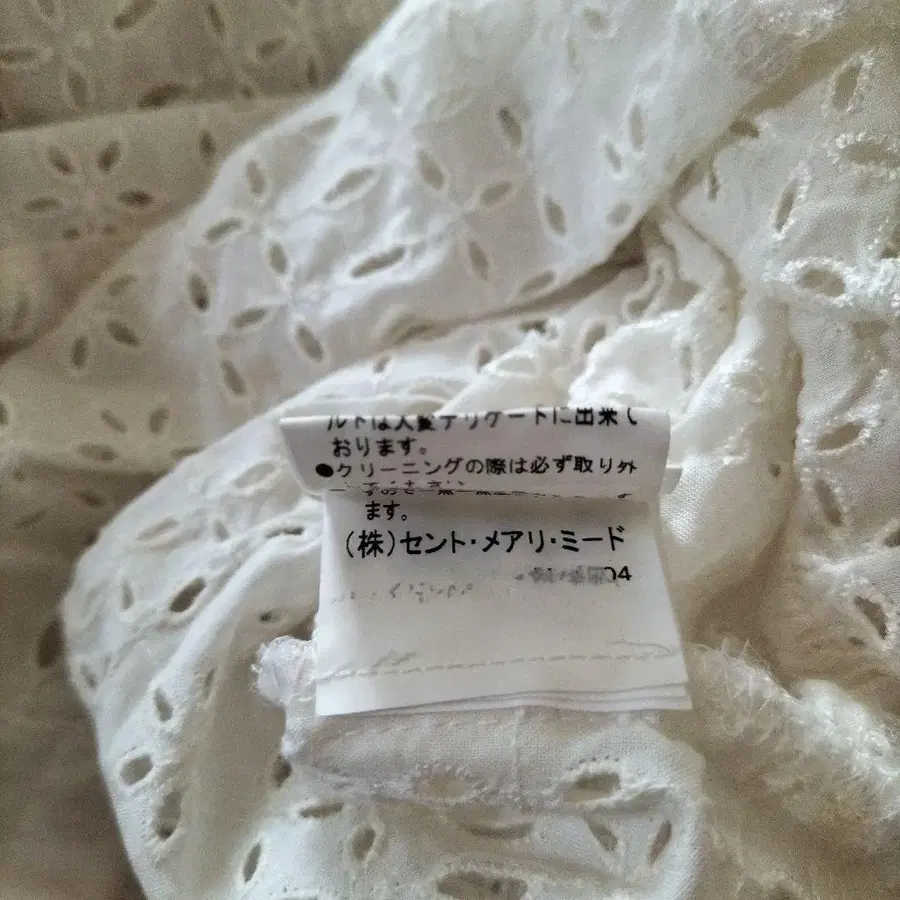 ルトは大変デリケートに出来て
おります。
●クリーニングの際は必ず取り外
ます。
(株)セント・メアリ・ミード
04